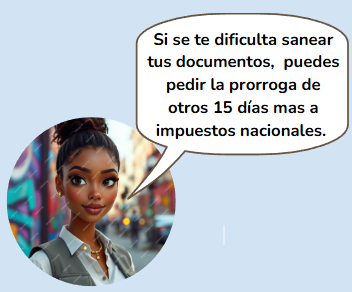 Si se te dificulta sanear
tus documentos, puedes
pedir la prorroga de
otros 15 días mas a
impuestos nacionales.